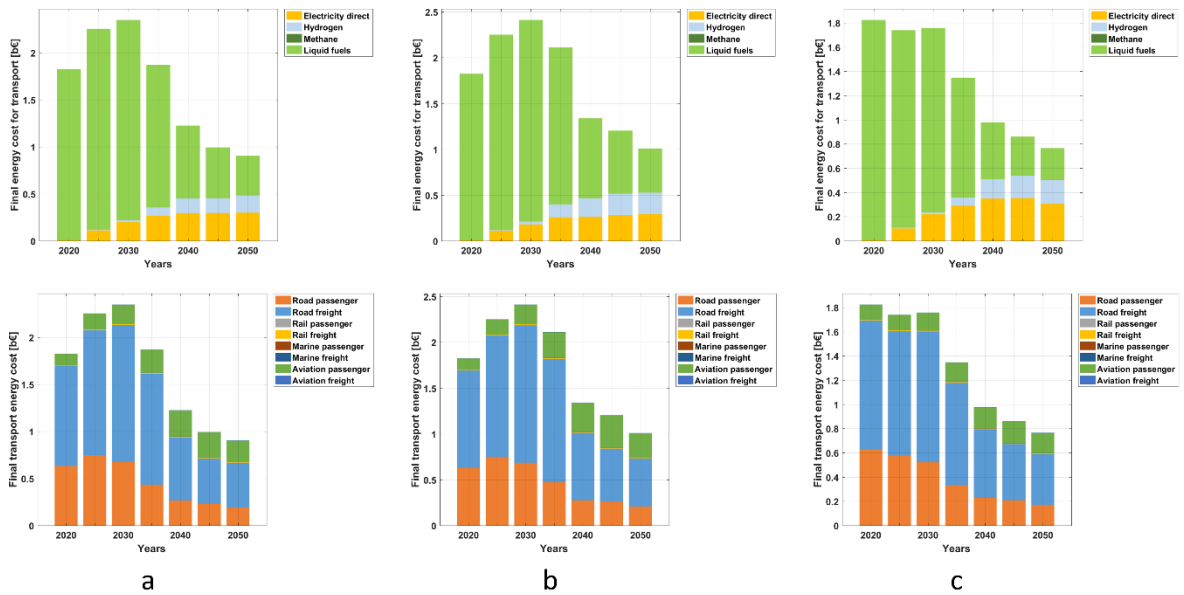 Final energy cost for transport [b€]
2
1.5
1
0.5
0
2020
2030
2040
2050
Years
Electricity direct
Hydrogen
Methane
Liquid fuels
Final energy cost for transport [b€]
2.5
2
1.5
1
0.5
0
2020
2030
2040
2050
Years
Electricity direct
Hydrogen
Methane
Liquid fuels
Final energy cost for transport [b€]
1.8
1.6
1.4
1.2
1
0.8
0.6
0.4
0.2
0
2020
2030
2040
2050
Years
Electricity direct
Hydrogen
Methane
Liquid fuels
Final transport energy cost [b€]
2
1.5
1
0.5
0
2020
2030
2040
2050
Years
Road passenger
Road freight
Rail passenger
Rail freight
Marine passenger
Marine freight
Aviation passenger
Aviation freight
Final transport energy cost [b€]
2.5
2
1.5
1
0.5
0
2020
2030
2040
2050
Years
Road passenger
Road freight
Rail passenger
Rail freight
Marine passenger
Marine freight
Aviation passenger
Aviation freight
Final transport energy cost [b€]
1.8
1.6
1.4
1.2
1
0.8
0.6
0.4
0.2
0
2020
2030
2040
2050
Years
Road passenger
Road freight
Rail passenger
Rail freight
Marine passenger
Marine freight
Aviation passenger
Aviation freight
a
b
c